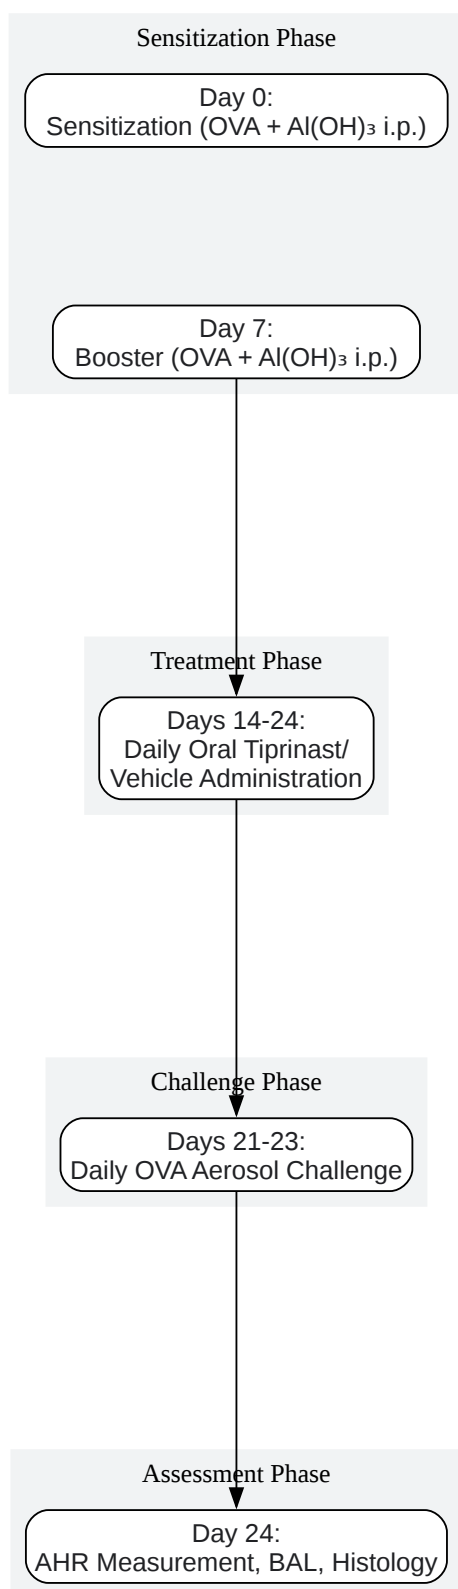 Sensitization Phase
Day 0:
Sensitization (OVA + Al(OH)₃ i.p.)
Day 7:
Booster (OVA + Al(OH)₃ i.p.)
Treatment Phase
Days 14-24:
Daily Oral Tiprinast/
Vehicle Administration
Challenge Phase
Days 21-23:
Daily OVA Aerosol Challenge
Assessment Phase
Day 24:
AHR Measurement, BAL, Histology